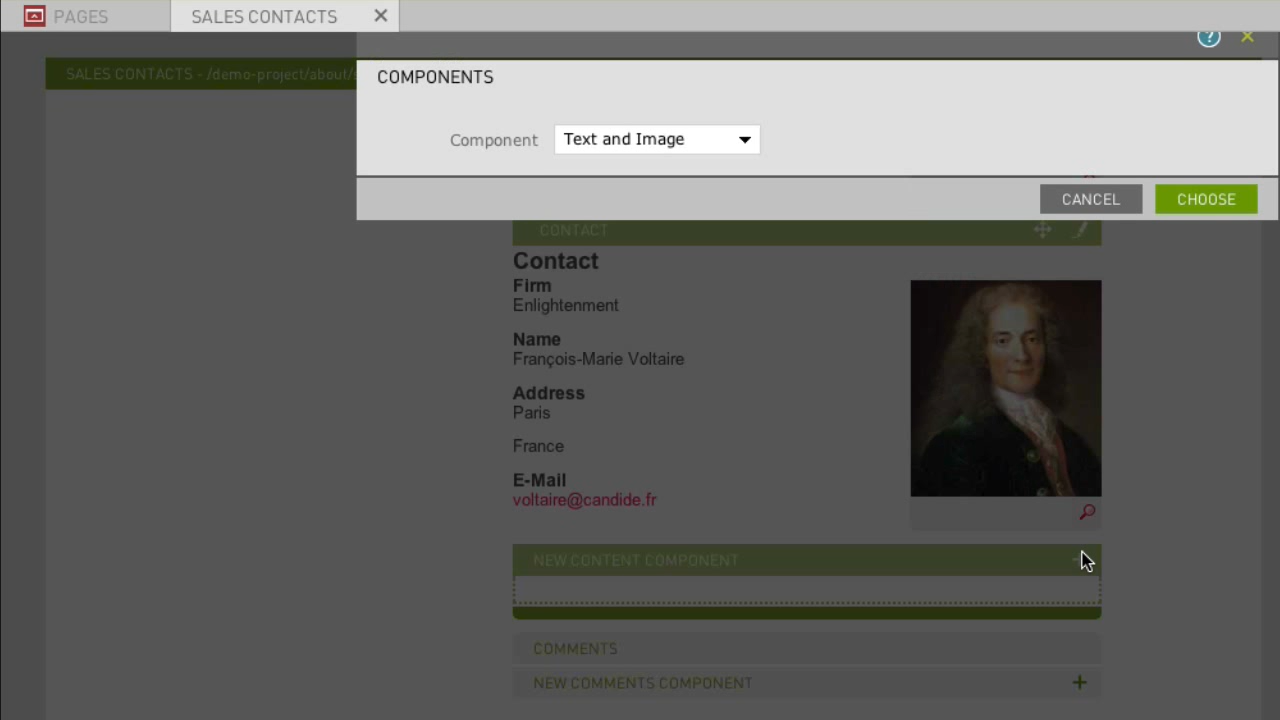 PAGES
SALES CONTACTS
?
SALES CONTACTS - /demo-project/about/
COMPONENTS
Component
Text and Image
CANCEL
CHOOSE
CONTACT
Contact
Firm
Enlightenment
Name
François-Marie Voltaire
Address
Paris
France
E-Mail
voltaire@candide.fr
NEW CONTENT COMPONENT
COMMENTS
NEW COMMENTS COMPONENT